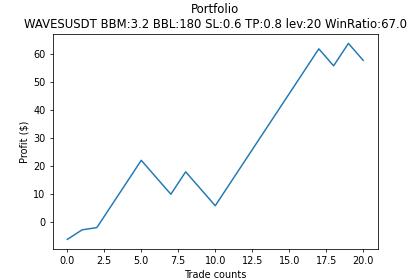 Portfolio
WAVESUSDT BBM:3.2 BBL:180 SL:0.6 TP:0.8 lev:20 WinRatio:67.0
Profit ($)
60
50
40
30
20
10
0
0.0 2.5 5.0 7.5 10.0 12.5 15.0 17.5 20.0
Trade counts